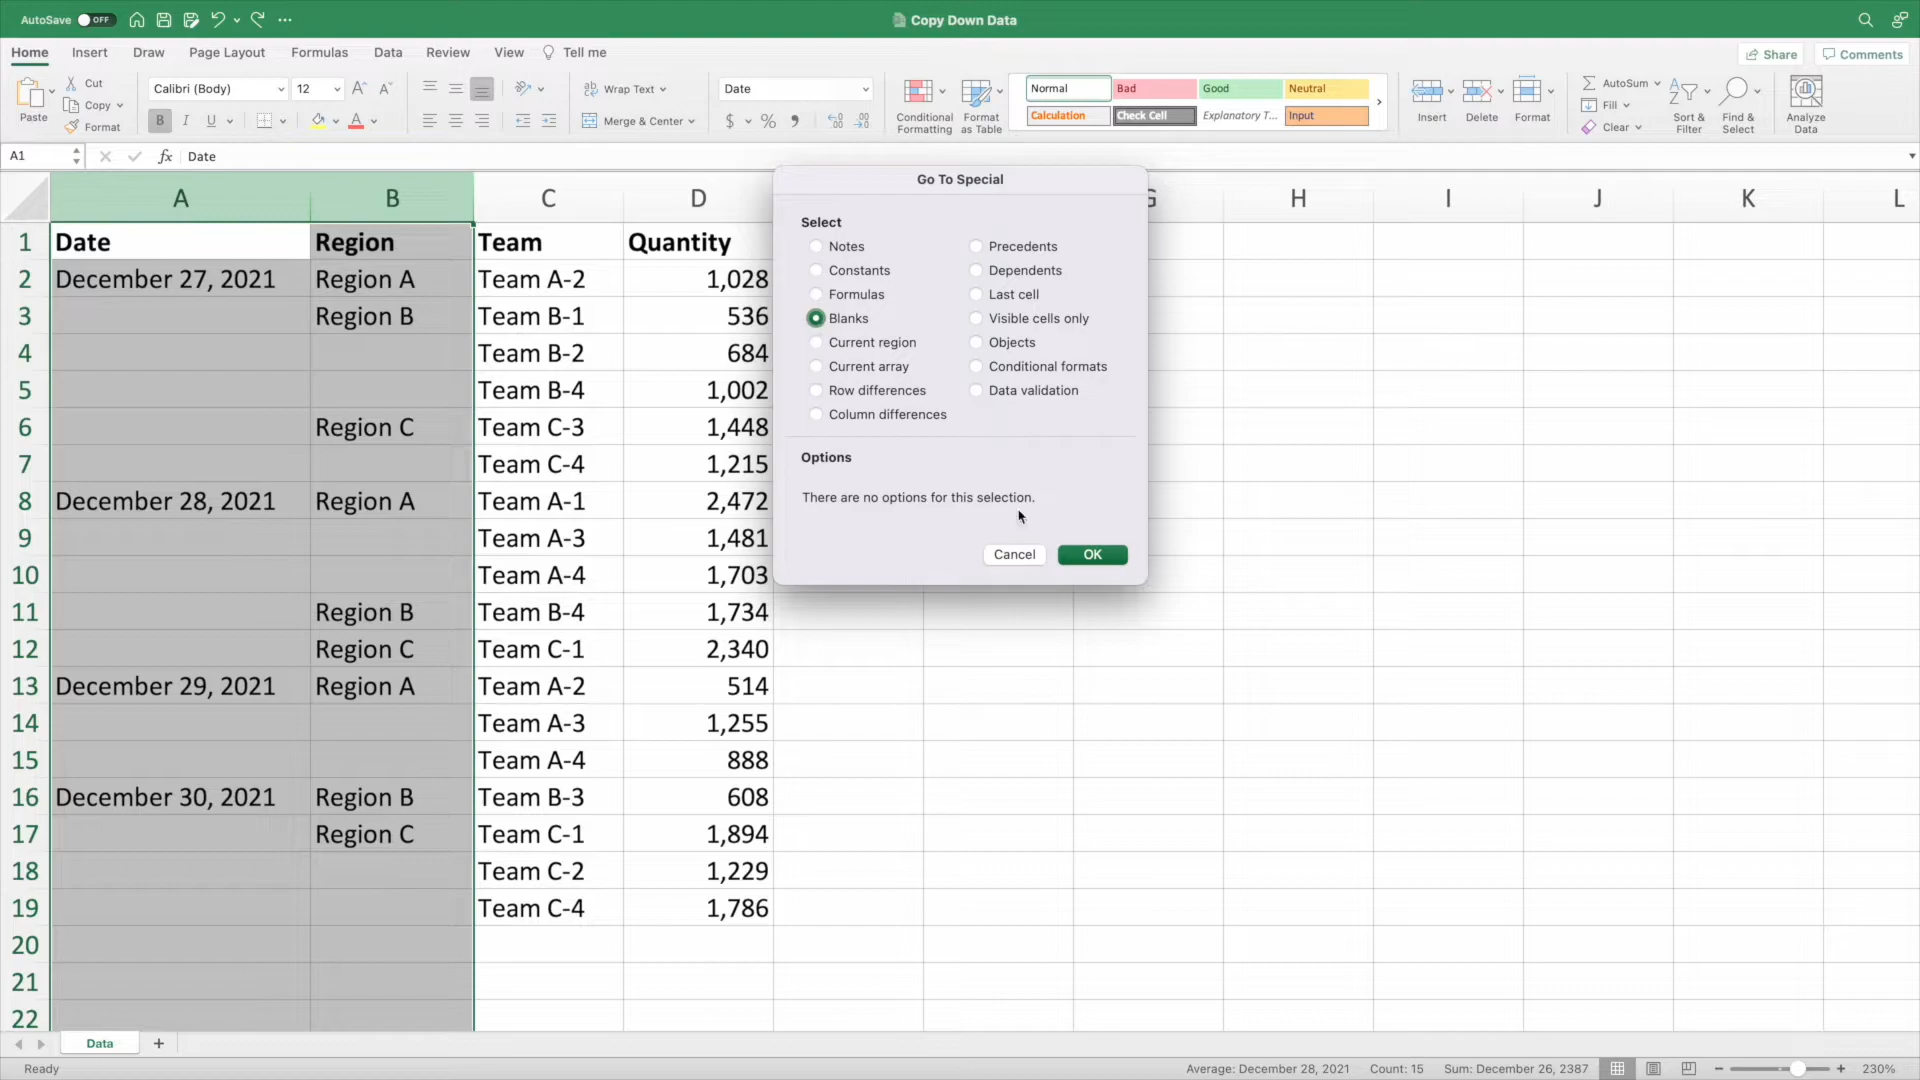 AutoSave OFF Copy Down Data
Home Insert Draw Page Layout Formulas Data Review View Tell me Share Comments
Paste Cut Copy Format
Calibri (Body) 12
B I U
Wrap Text
Merge & Center
Date
$ %
Conditional Formatting
Format as Table
Normal Bad Good Neutral
Calculation Check Cell Explanatory T... Input
Insert Delete Format
AutoSum
Fill
Clear
Sort & Filter
Find & Select
Analyze Data
A1 fx Date
A B C D G H I J K L
1 Date Region Team Quantity
2 December 27, 2021 Region A Team A-2 1,028
3 Region B Team B-1 536
4 Team B-2 684
5 Team B-4 1,002
6 Region C Team C-3 1,448
7 Team C-4 1,215
8 December 28, 2021 Region A Team A-1 2,472
9 Team A-3 1,481
10 Team A-4 1,703
11 Region B Team B-4 1,734
12 Region C Team C-1 2,340
13 December 29, 2021 Region A Team A-2 514
14 Team A-3 1,255
15 Team A-4 888
16 December 30, 2021 Region B Team B-3 608
17 Region C Team C-1 1,894
18 Team C-2 1,229
19 Team C-4 1,786
20
21
22
Go To Special
Select
Notes Precedents
Constants Dependents
Formulas Last cell
Blanks Visible cells only
Current region Objects
Current array Conditional formats
Row differences Data validation
Column differences
Options
There are no options for this selection.
Cancel OK
Data +
Ready Average: December 28, 2021 Count: 15 Sum: December 26, 2387 230%